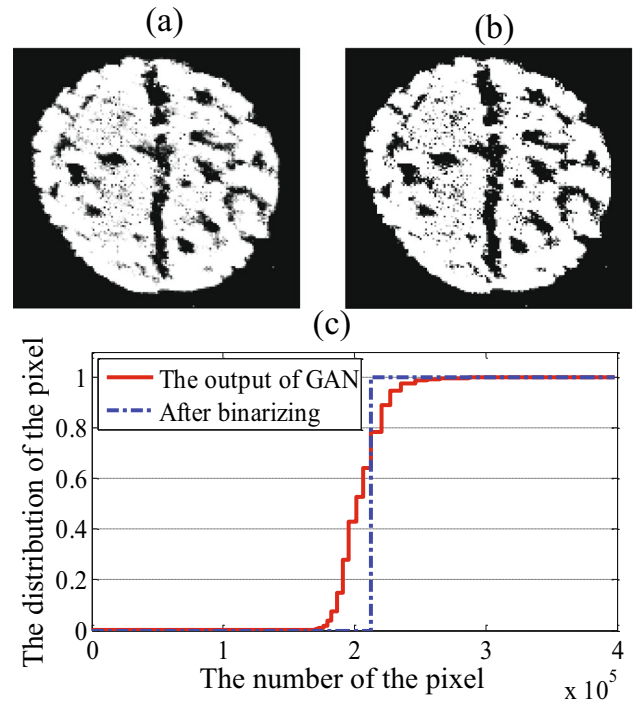 (a)
(b)
(c)
The distribution of the pixel
1
0.8
0.6
0.4
0.2
0
The output of GAN
After binarizing
0 1 2 3 4
The number of the pixel
x 10^5